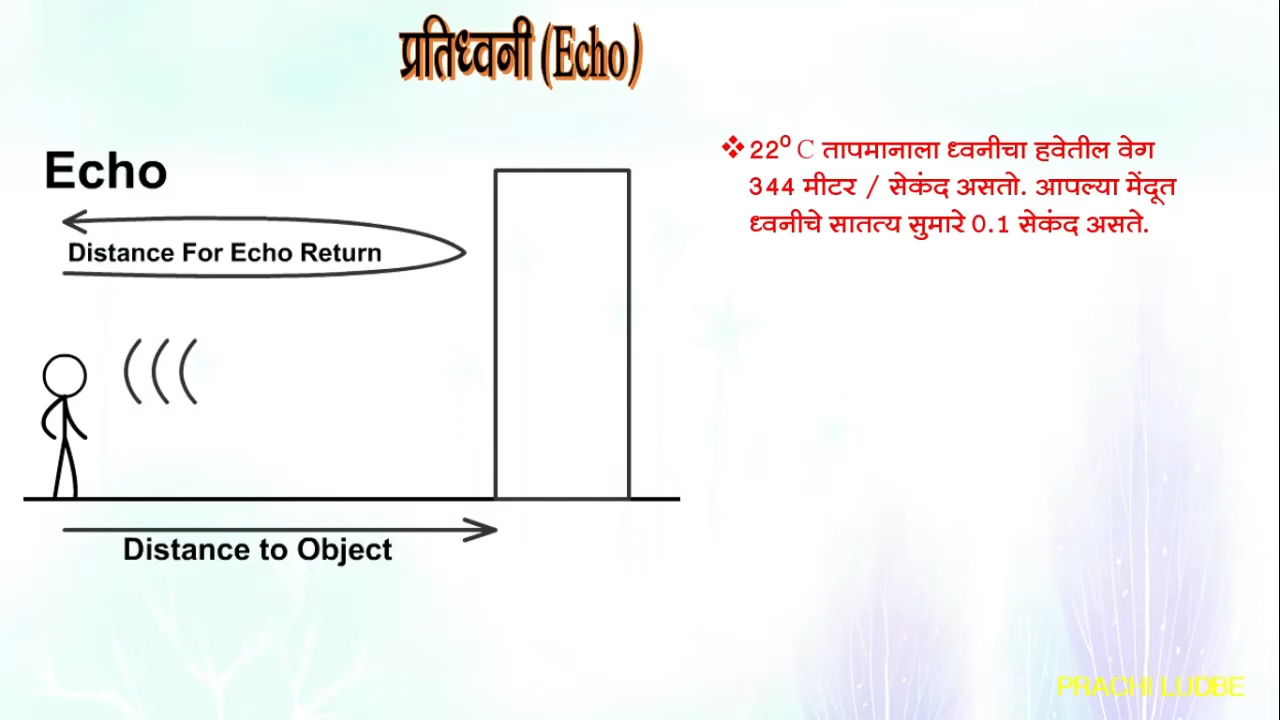 प्रतिध्वनी (Echo)
Echo
Distance For Echo Return
Distance to Object
❖22⁰ C तापमानाला ध्वनीचा हवेतील वेग
344 मीटर / सेकंद असतो. आपल्या मेंदूत
ध्वनीचे सातत्य सुमारे 0.1 सेकंद असते.
PRACHI LUDBE